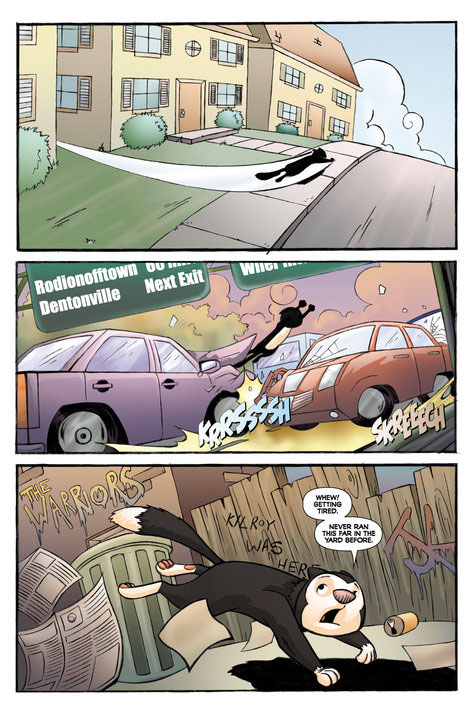 Rodionofftown
Dentonville
Next Exit
KRRSSSSH
SKREEECH
THE
WARRIORS
KILROY
WAS
HERE
WHEW!
GETTING
TIRED.
NEVER RAN
THIS FAR IN THE
YARD BEFORE.